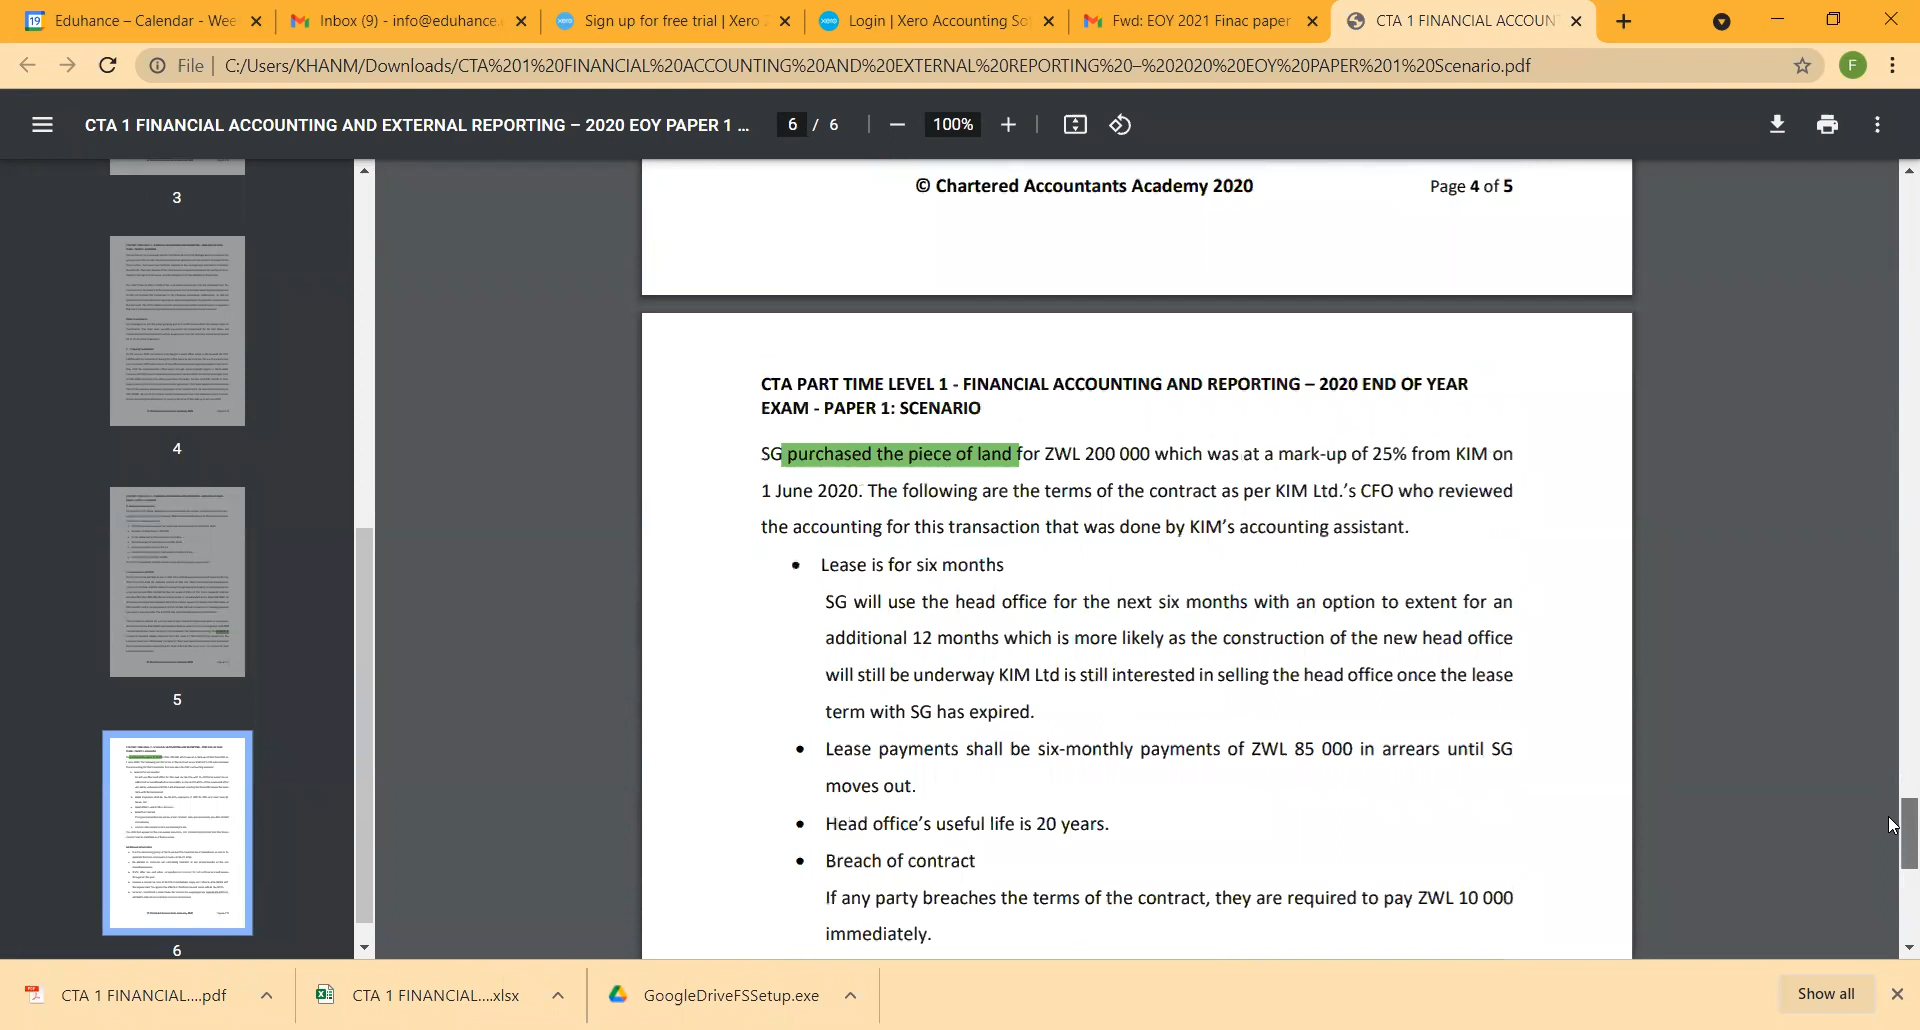 Eduhance – Calendar - Wee
Inbox (9) - info@eduhance.
Sign up for free trial | Xero
Login | Xero Accounting So
Fwd: EOY 2021 Finac paper
CTA 1 FINANCIAL ACCOUN
File | C:/Users/KHANM/Downloads/CTA%201%20FINANCIAL%20ACCOUNTING%20AND%20EXTERNAL%20REPORTING%20–%202020%20EOY%20PAPER%201%20Scenario.pdf
F
CTA 1 FINANCIAL ACCOUNTING AND EXTERNAL REPORTING – 2020 EOY PAPER 1 ...
6 / 6
100%
3
4
5
6
© Chartered Accountants Academy 2020
Page 4 of 5
CTA PART TIME LEVEL 1 - FINANCIAL ACCOUNTING AND REPORTING – 2020 END OF YEAR
EXAM - PAPER 1: SCENARIO
SG purchased the piece of land for ZWL 200 000 which was at a mark-up of 25% from KIM on
1 June 2020. The following are the terms of the contract as per KIM Ltd.’s CFO who reviewed
the accounting for this transaction that was done by KIM’s accounting assistant.
• Lease is for six months
SG will use the head office for the next six months with an option to extent for an
additional 12 months which is more likely as the construction of the new head office
will still be underway KIM Ltd is still interested in selling the head office once the lease
term with SG has expired.
• Lease payments shall be six-monthly payments of ZWL 85 000 in arrears until SG
moves out.
• Head office’s useful life is 20 years.
• Breach of contract
If any party breaches the terms of the contract, they are required to pay ZWL 10 000
immediately.
CTA 1 FINANCIAL....pdf
CTA 1 FINANCIAL....xlsx
GoogleDriveFSSetup.exe
Show all